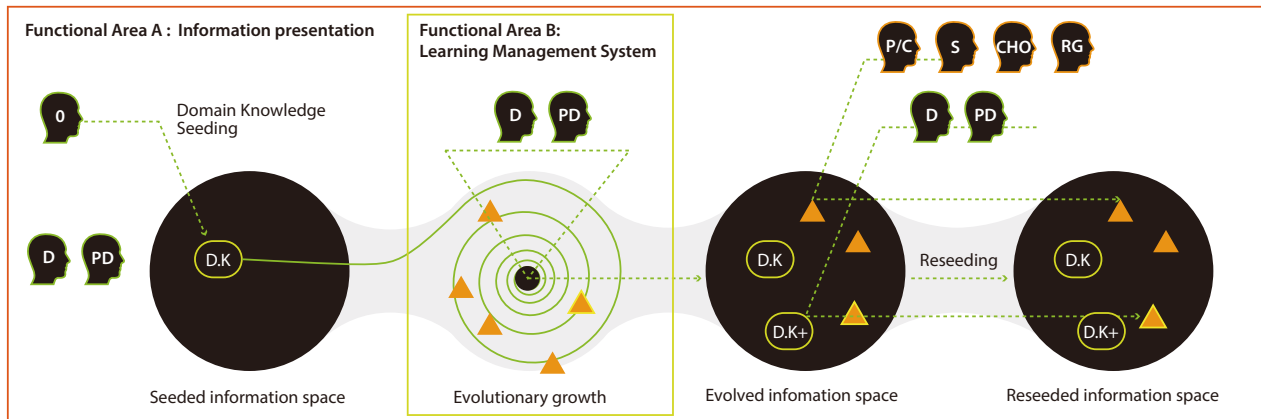 Functional Area A : Information presentation
Functional Area B:
Learning Management System
P/C
S
CHO
RG
0
Domain Knowledge
Seeding
D
PD
D
PD
D
PD
D.K
D.K
Reseeding
D.K
D.K+
D.K+
Seeded information space
Evolutionary growth
Evolved infomation space
Reseeded information space